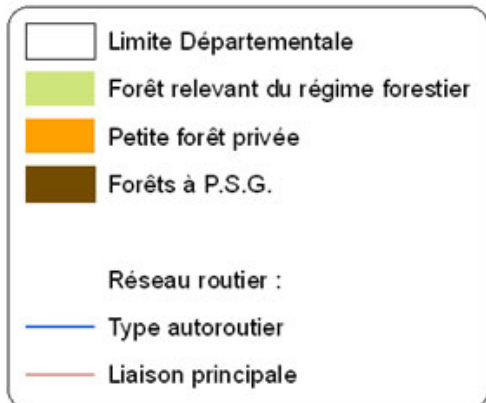 Limite Départementale
Forêt relevant du régime forestier
Petite forêt privée
Forêts à P.S.G.
Réseau routier :
Type autoroutier
Liaison principale